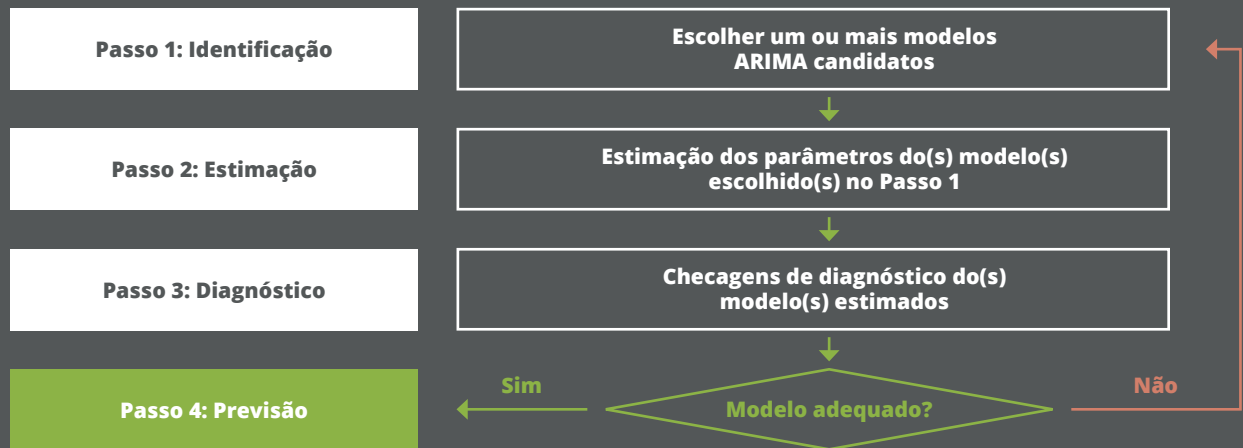 Passo 1: Identificação
Escolher um ou mais modelos
ARIMA candidatos
Passo 2: Estimação
Estimação dos parâmetros do(s) modelo(s)
escolhido(s) no Passo 1
Passo 3: Diagnóstico
Checagens de diagnóstico do(s)
modelo(s) estimados
Passo 4: Previsão
Sim
Modelo adequado?
Não